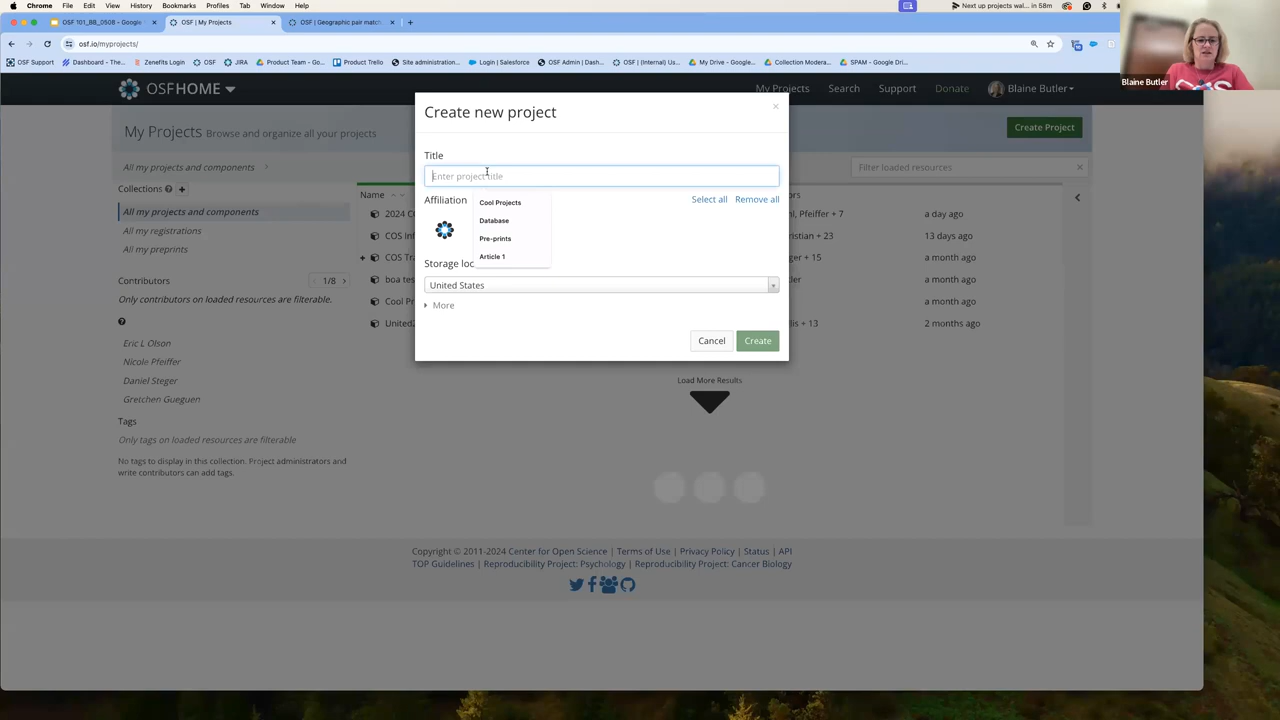 Chrome File Edit View History Bookmarks Profiles Tab Window Help Next up projects wal... in 58m
OSF 101_BB_0508 - Google OSF | My Projects OSF | Geographic pair match
osf.io/myprojects/
OSF Support Dashboard - The... Zenefits Login OSF JIRA Product Team - Go... Product Trello Site administration... Login | Salesforce OSF Admin | Dash... OSF | (Internal) Us... My Drive - Google... Collection Modera... SPAM - Google Dri...
Blaine Butler
OSFHOME My Projects Search Support Donate Blaine Butler
My Projects Browse and organize all your projects Create Project
All my projects and components Filter loaded resources
Collections
All my projects and components
All my registrations
All my preprints
Contributors 1/8
Only contributors on loaded resources are filterable.
Eric L Olson
Nicole Pfeiffer
Daniel Steger
Gretchen Gueguen
Tags
Only tags on loaded resources are filterable
No tags to display in this collection. Project administrators and
write contributors can add tags.
Name
2024 C
COS Inf
COS Tra
boa tes
Cool Pr
Create new project
Title
Enter project title
Affiliation Select all Remove all
Cool Projects
Database
Pre-prints
Article 1
Storage loc
United States
More
Cancel Create
Pfeiffer + 7 a day ago
+ 23 13 days ago
+ 15 a month ago
a month ago
a month ago
+ 13 2 months ago
Load More Results
Copyright © 2011-2024 Center for Open Science | Terms of Use | Privacy Policy | Status | API
TOP Guidelines | Reproducibility Project: Psychology | Reproducibility Project: Cancer Biology